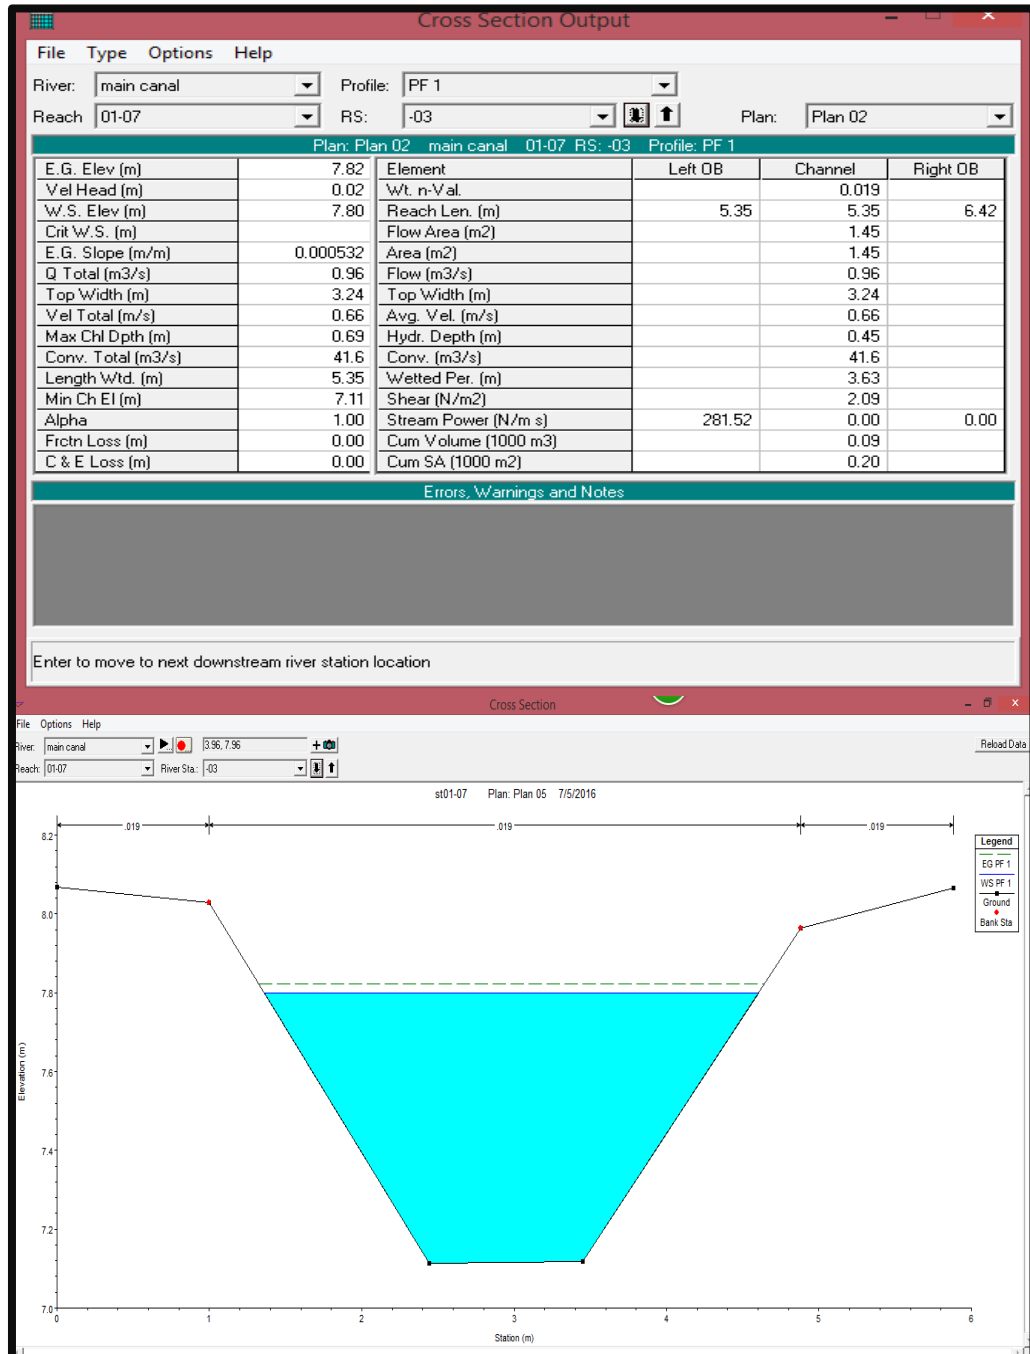 Cross Section Output
File Type Options Help
River: main canal Profile: PF 1
Reach 01-07 RS: -03 Plan: Plan 02
Plan: Plan 02 main canal 01-07 RS: -03 Profile: PF 1
E.G. Elev (m) 7.82 Element Left OB Channel Right OB
Vel Head (m) 0.02 Wt. n-Val. 0.019
W.S. Elev (m) 7.80 Reach Len. (m) 5.35 5.35 6.42
Crit W.S. (m) Flow Area (m2) 1.45
E.G. Slope (m/m) 0.000532 Area (m2) 1.45
Q Total (m3/s) 0.96 Flow (m3/s) 0.96
Top Width (m) 3.24 Top Width (m) 3.24
Vel Total (m/s) 0.66 Avg. Vel. (m/s) 0.66
Max Chl Dpth (m) 0.69 Hydr. Depth (m) 0.45
Conv. Total (m3/s) 41.6 Conv. (m3/s) 41.6
Length Wtd. (m) 5.35 Wetted Per. (m) 3.63
Min Ch El (m) 7.11 Shear (N/m2) 2.09
Alpha 1.00 Stream Power (N/m s) 281.52 0.00 0.00
Frctn Loss (m) 0.00 Cum Volume (1000 m3) 0.09
C & E Loss (m) 0.00 Cum SA (1000 m2) 0.20
Errors, Warnings and Notes
Enter to move to next downstream river station location
Cross Section
File Options Help
River: main canal 3.96, 7.96 Reload Data
Reach: 01-07 River Sta.: -03
st01-07 Plan: Plan 05 7/5/2016
.019 .019 .019
Legend
EG PF 1
WS PF 1
Ground
Bank Sta
8.2
8.0
7.8
7.6
7.4
7.2
7.0
Elevation (m)
0 1 2 3 4 5 6
Station (m)